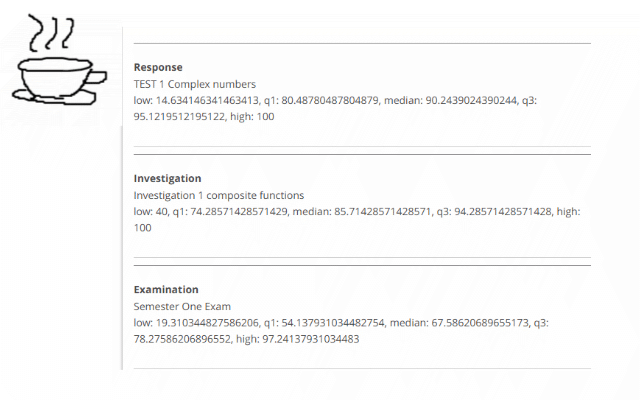 Response
TEST 1 Complex numbers
low: 14.634146341463413, q1: 80.48780487804879, median: 90.2439024390244, q3:
95.1219512195122, high: 100
Investigation
Investigation 1 composite functions
low: 40, q1: 74.28571428571429, median: 85.71428571428571, q3: 94.28571428571428, high:
100
Examination
Semester One Exam
low: 19.310344827586206, q1: 54.137931034482754, median: 67.58620689655173, q3:
78.27586206896552, high: 97.24137931034483